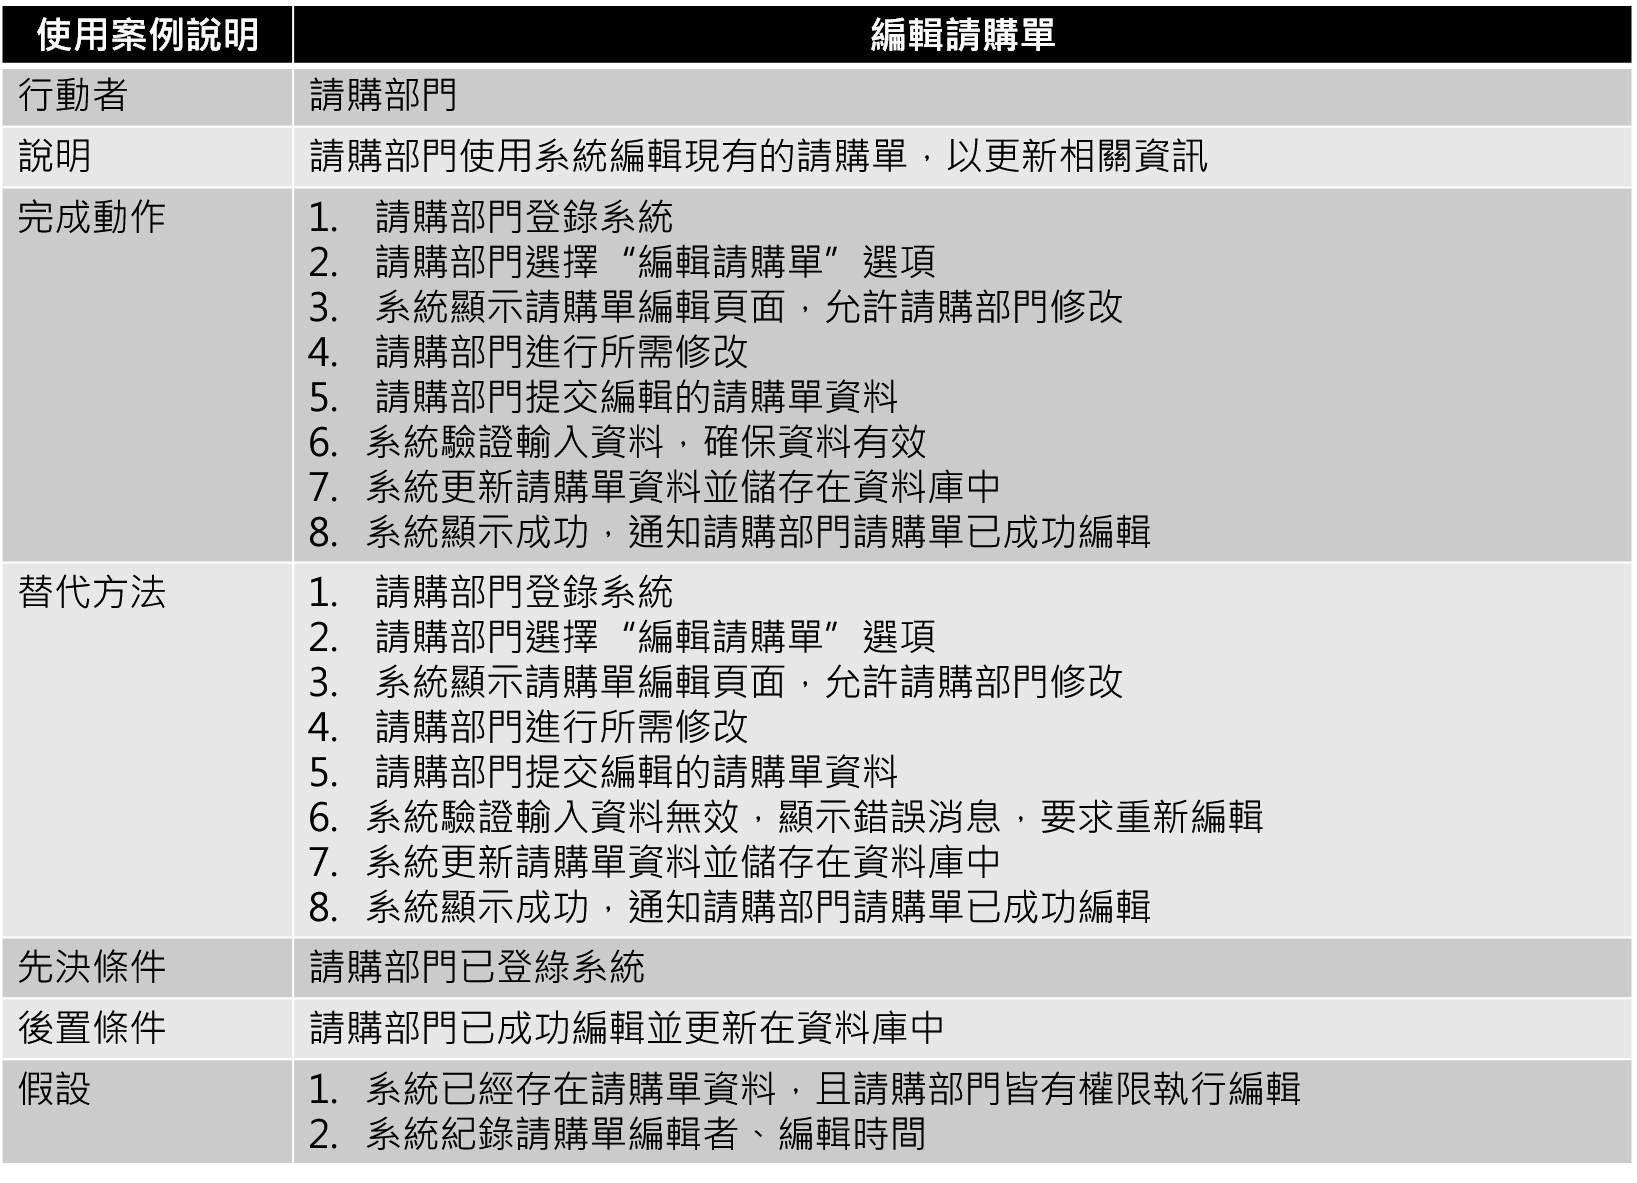 使用案例說明 編輯請購單
行動者 請購部門
說明 請購部門使用系統編輯現有的請購單，以更新相關資訊
完成動作 1. 請購部門登錄系統
2. 請購部門選擇“編輯請購單”選項
3. 系統顯示請購單編輯頁面，允許請購部門修改
4. 請購部門進行所需修改
5. 請購部門提交編輯的請購單資料
6. 系統驗證輸入資料，確保資料有效
7. 系統更新請購單資料並儲存在資料庫中
8. 系統顯示成功，通知請購部門請購單已成功編輯
替代方法 1. 請購部門登錄系統
2. 請購部門選擇“編輯請購單”選項
3. 系統顯示請購單編輯頁面，允許請購部門修改
4. 請購部門進行所需修改
5. 請購部門提交編輯的請購單資料
6. 系統驗證輸入資料無效，顯示錯誤消息，要求重新編輯
7. 系統更新請購單資料並儲存在資料庫中
8. 系統顯示成功，通知請購部門請購單已成功編輯
先決條件 請購部門已登綠系統
後置條件 請購部門已成功編輯並更新在資料庫中
假設 1. 系統已經存在請購單資料，且請購部門皆有權限執行編輯
2. 系統紀錄請購單編輯者、編輯時間